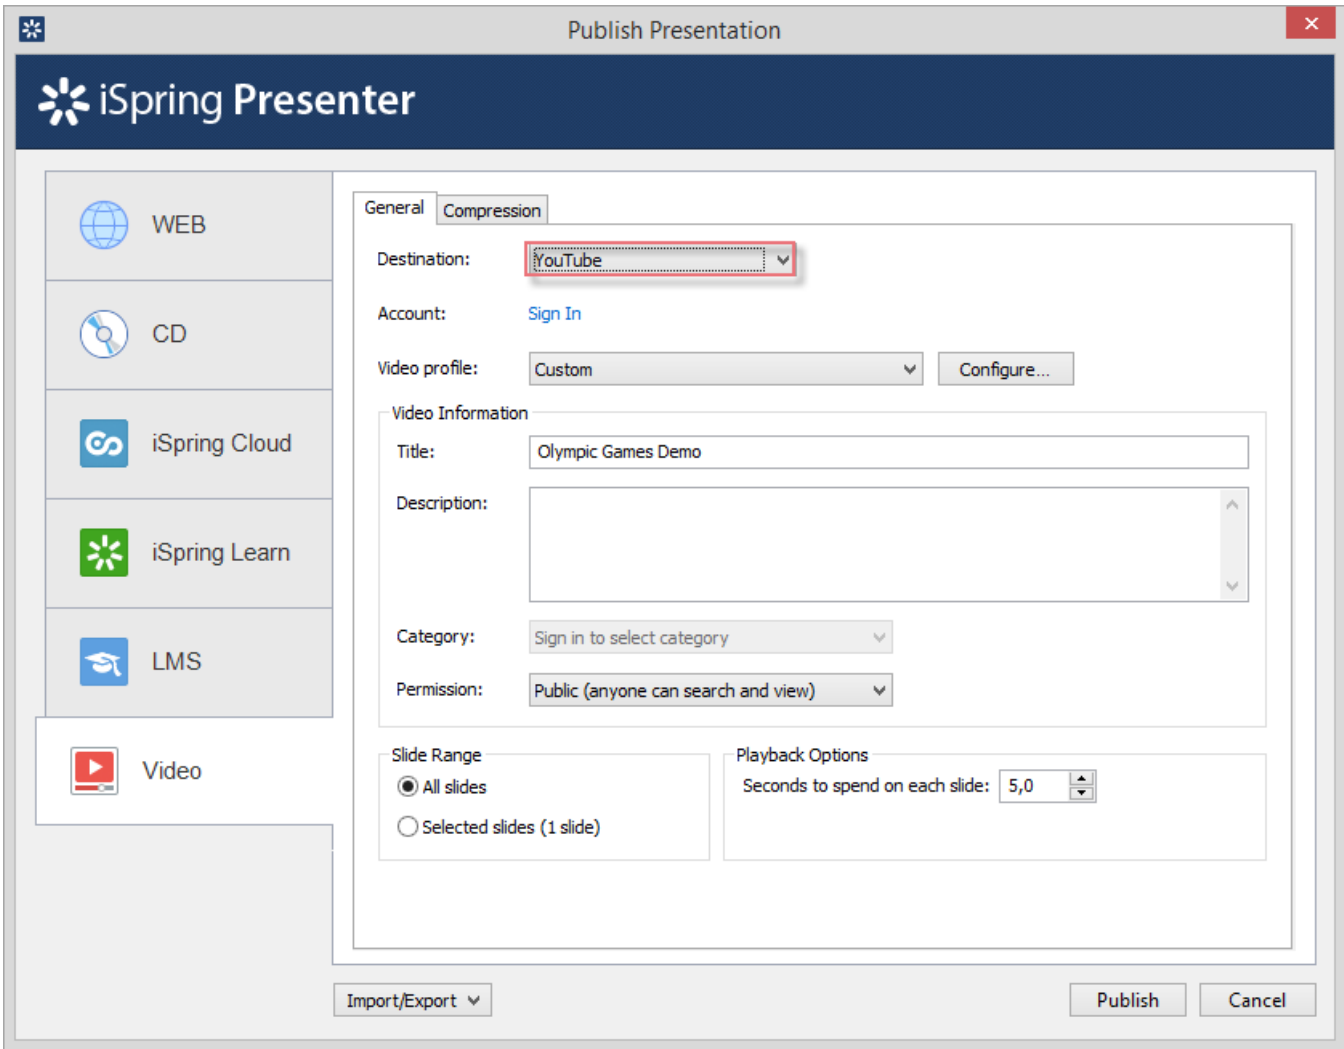 Publish Presentation
iSpring Presenter
WEB
CD
iSpring Cloud
iSpring Learn
LMS
Video
General Compression
Destination: YouTube
Account: Sign In
Video profile: Custom Configure...
Video Information
Title: Olympic Games Demo
Description:
Category: Sign in to select category
Permission: Public (anyone can search and view)
Slide Range
All slides
Selected slides (1 slide)
Playback Options
Seconds to spend on each slide: 5,0
Import/Export Publish Cancel